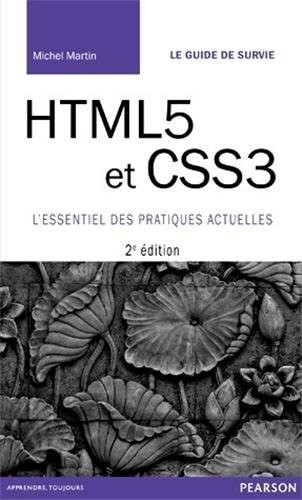 Michel Martin LE GUIDE DE SURVIE
HTML5
et CSS3
L'ESSENTIEL DES PRATIQUES ACTUELLES
2e édition
APPRENDRE, TOUJOURS PEARSON